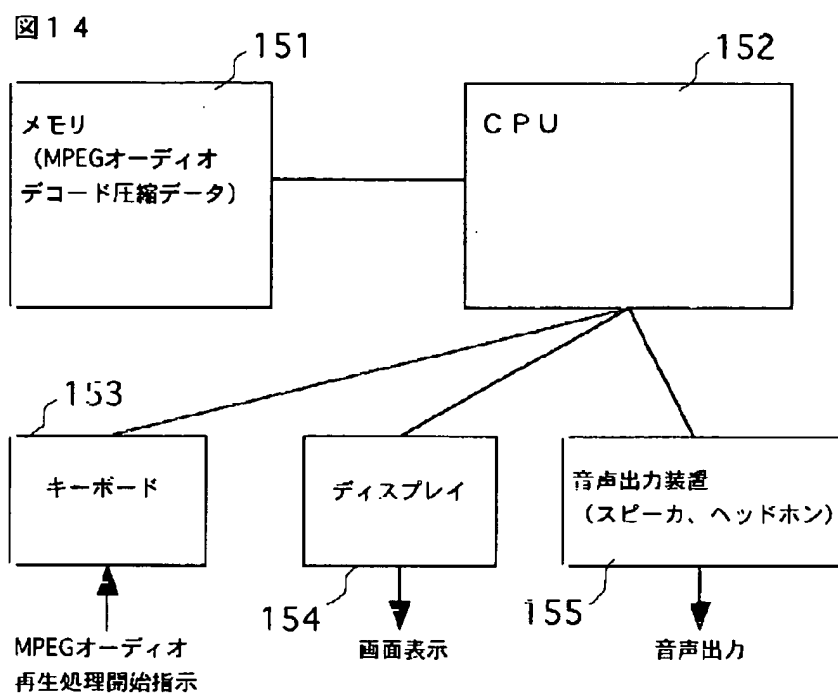 図14
151
152
メモリ
(MPEGオーディオ
デコード圧縮データ)
CPU
153
キーボード
ディスプレイ
音声出力装置
(スピーカ、ヘッドホン)
154
155
MPEGオーディオ
再生処理開始指示
画面表示
音声出力